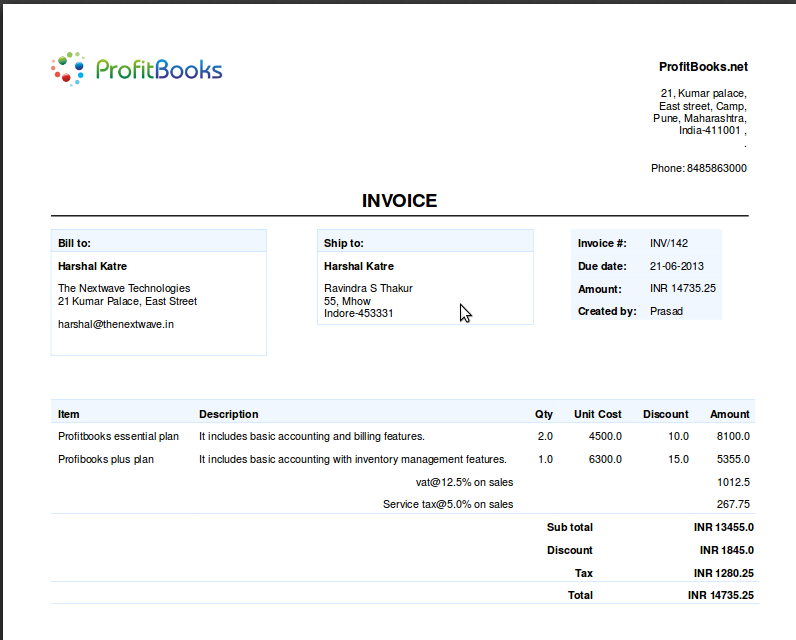 ProfitBooks
ProfitBooks.net
21, Kumar palace,
East street, Camp,
Pune, Maharashtra,
India-411001 ,
.
Phone: 8485863000
INVOICE
Bill to:
Harshal Katre
The Nextwave Technologies
21 Kumar Palace, East Street
harshal@thenextwave.in
Ship to:
Harshal Katre
Ravindra S Thakur
55, Mhow
Indore-453331
Invoice #: INV/142
Due date: 21-06-2013
Amount: INR 14735.25
Created by: Prasad
Item Description Qty Unit Cost Discount Amount
Profitbooks essential plan It includes basic accounting and billing features. 2.0 4500.0 10.0 8100.0
Profibooks plus plan It includes basic accounting with inventory management features. 1.0 6300.0 15.0 5355.0
vat@12.5% on sales 1012.5
Service tax@5.0% on sales 267.75
Sub total INR 13455.0
Discount INR 1845.0
Tax INR 1280.25
Total INR 14735.25